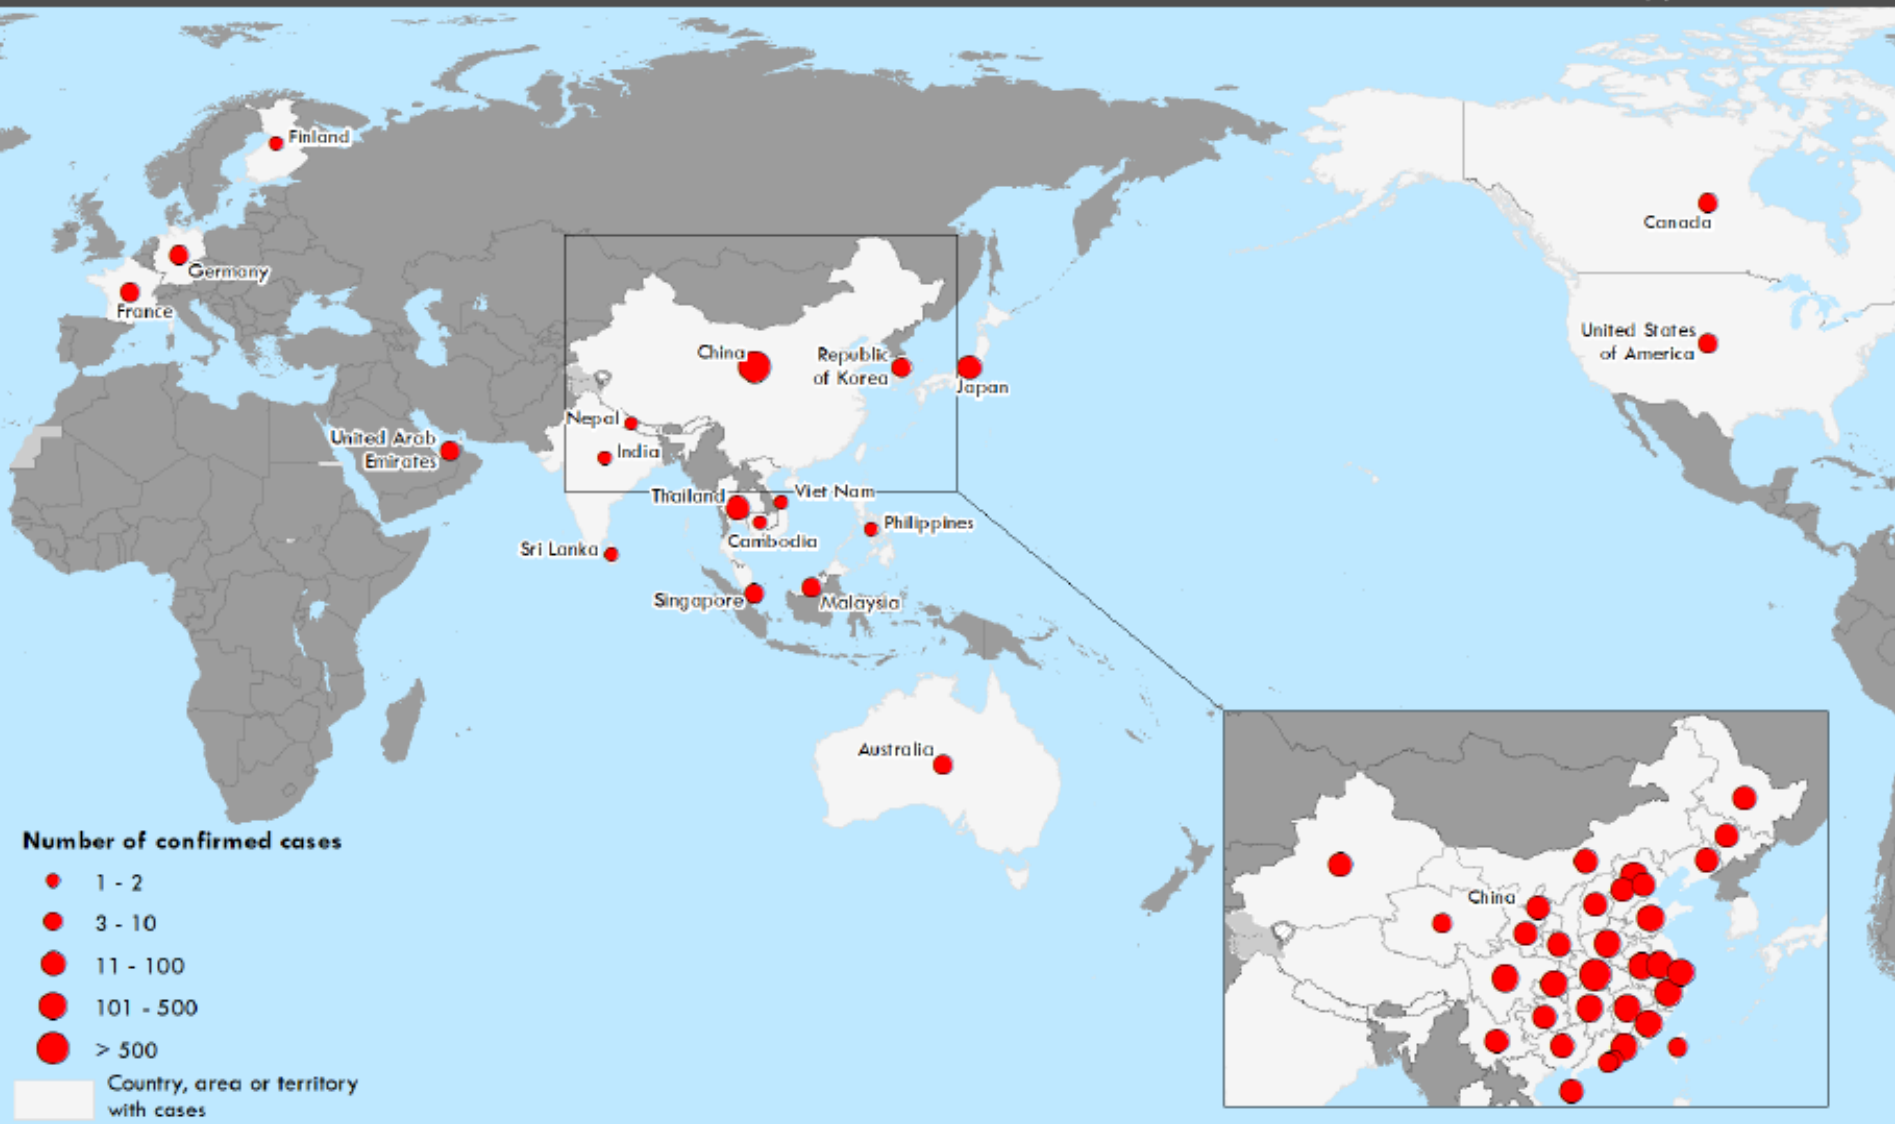 Finland
Germany
France
Canada
United States
of America
China
Republic
of Korea
Japan
Nepal
India
United Arab
Emirates
Thailand
Viet Nam
Philippines
Cambodia
Sri Lanka
Singapore
Malaysia
Australia
China
Number of confirmed cases
1 - 2
3 - 10
11 - 100
101 - 500
> 500
Country, area or territory
with cases